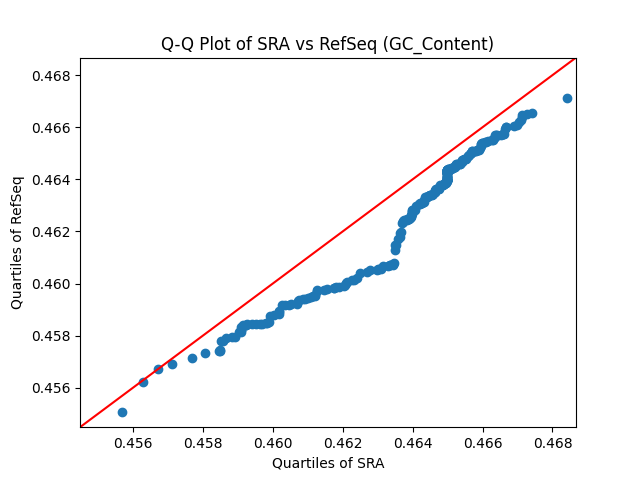 Q-Q Plot of SRA vs RefSeq (GC_Content)
0.468
0.466
0.464
0.462
0.460
0.458
0.456
Quartiles of RefSeq
0.456 0.458 0.460 0.462 0.464 0.466 0.468
Quartiles of SRA